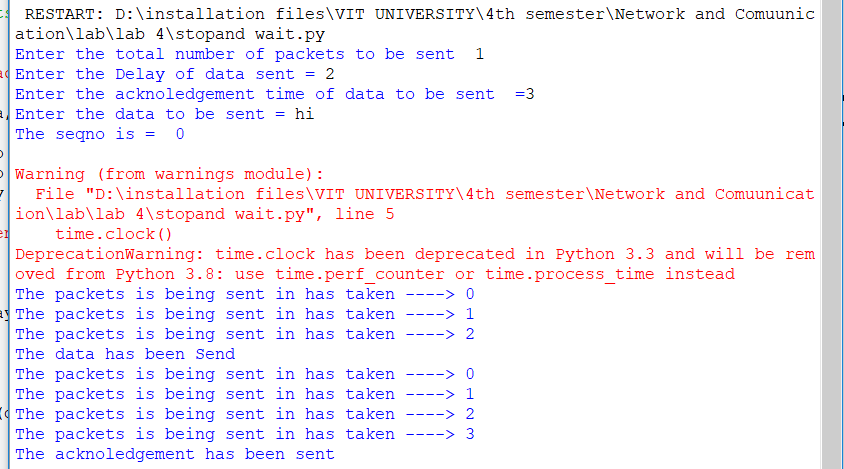 RESTART: D:\installation files\VIT UNIVERSITY\4th semester\Network and Comuunic
ation\lab\lab 4\stopand wait.py
Enter the total number of packets to be sent  1
Enter the Delay of data sent = 2
Enter the acknoledgement time of data to be sent  =3
Enter the data to be sent = hi
The seqno is =  0
Warning (from warnings module):
  File "D:\installation files\VIT UNIVERSITY\4th semester\Network and Comuunicat
ion\lab\lab 4\stopand wait.py", line 5
    time.clock()
DeprecationWarning: time.clock has been deprecated in Python 3.3 and will be rem
oved from Python 3.8: use time.perf_counter or time.process_time instead
The packets is being sent in has taken ----> 0
The packets is being sent in has taken ----> 1
The packets is being sent in has taken ----> 2
The data has been Send
The packets is being sent in has taken ----> 0
The packets is being sent in has taken ----> 1
The packets is being sent in has taken ----> 2
The packets is being sent in has taken ----> 3
The acknoledgement has been sent